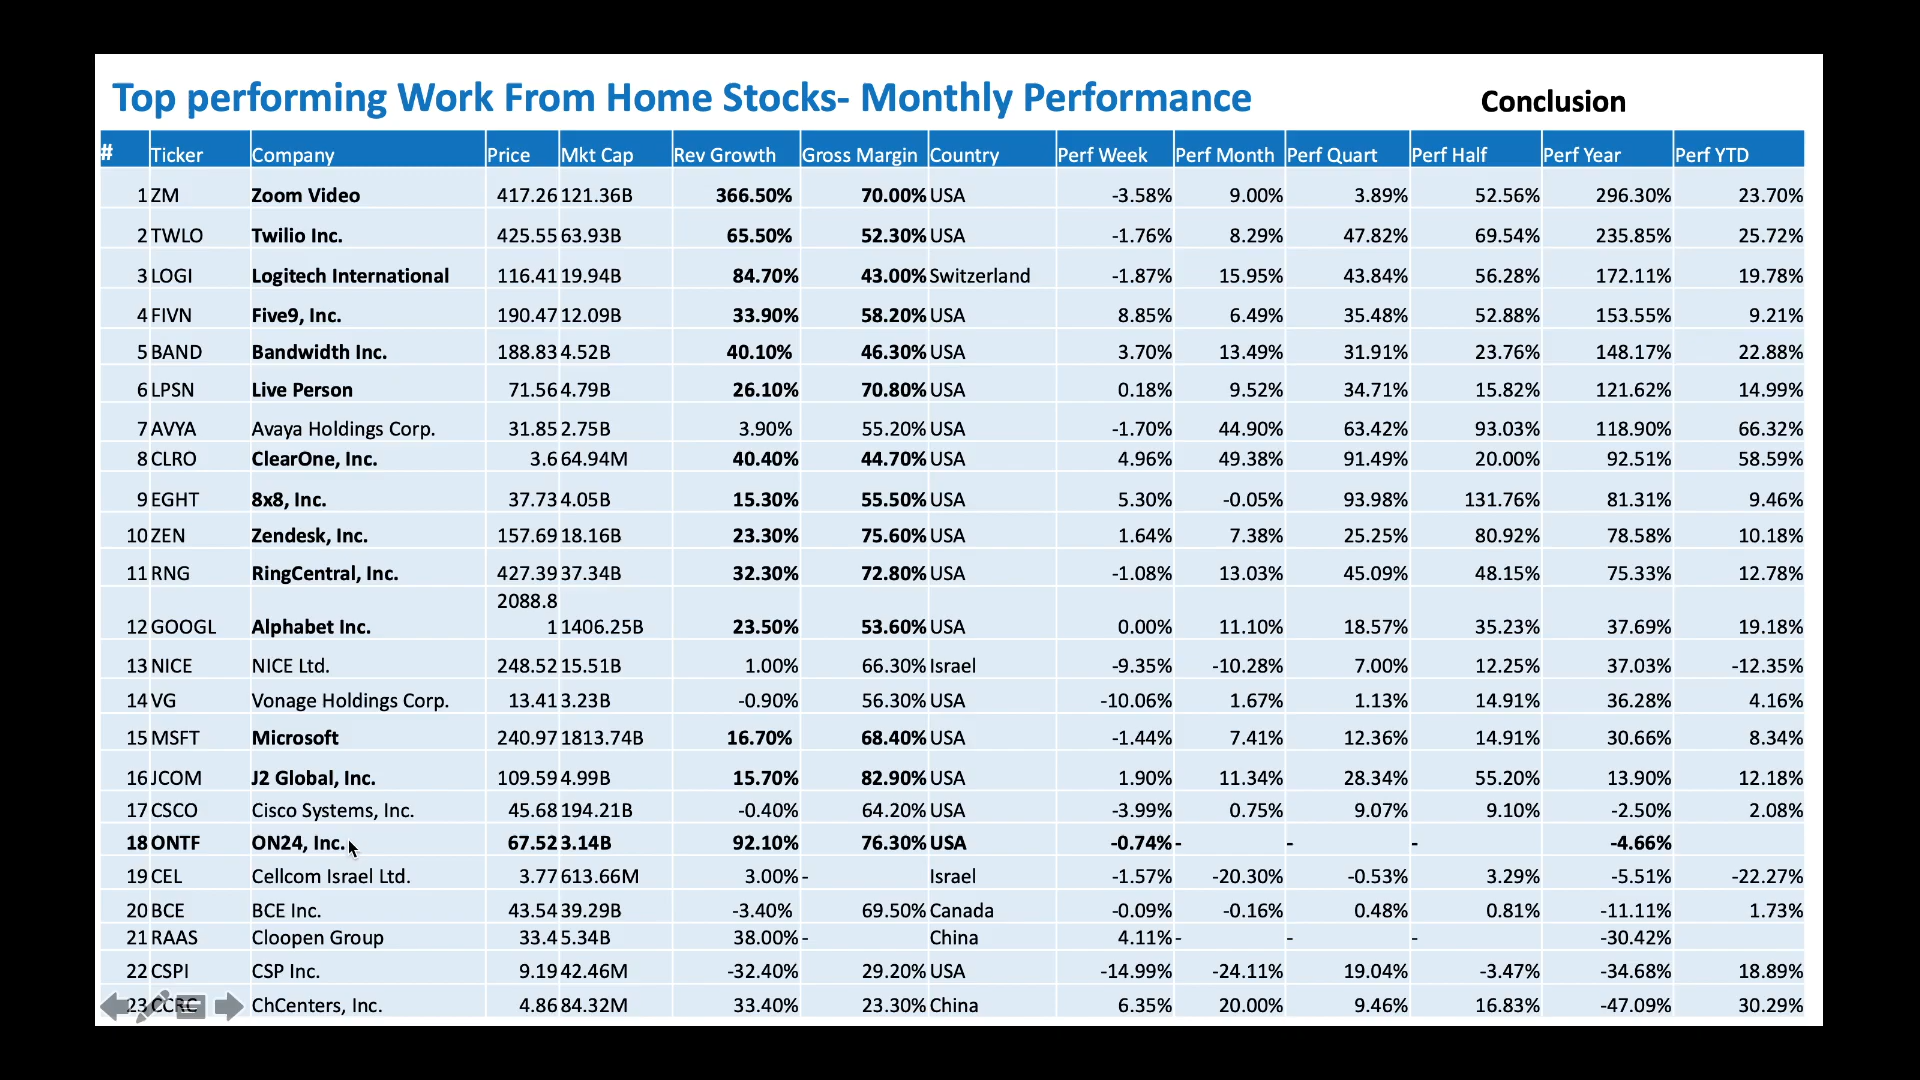 Top performing Work From Home Stocks- Monthly Performance Conclusion
# Ticker Company Price Mkt Cap Rev Growth Gross Margin Country Perf Week Perf Month Perf Quart Perf Half Perf Year Perf YTD
1 ZM Zoom Video 417.26 121.36B 366.50% 70.00% USA -3.58% 9.00% 3.89% 52.56% 296.30% 23.70%
2 TWLO Twilio Inc. 425.55 63.93B 65.50% 52.30% USA -1.76% 8.29% 47.82% 69.54% 235.85% 25.72%
3 LOGI Logitech International 116.41 19.94B 84.70% 43.00% Switzerland -1.87% 15.95% 43.84% 56.28% 172.11% 19.78%
4 FIVN Five9, Inc. 190.47 12.09B 33.90% 58.20% USA 8.85% 6.49% 35.48% 52.88% 153.55% 9.21%
5 BAND Bandwidth Inc. 188.83 4.52B 40.10% 46.30% USA 3.70% 13.49% 31.91% 23.76% 148.17% 22.88%
6 LPSN Live Person 71.56 4.79B 26.10% 70.80% USA 0.18% 9.52% 34.71% 15.82% 121.62% 14.99%
7 AVYA Avaya Holdings Corp. 31.85 2.75B 3.90% 55.20% USA -1.70% 44.90% 63.42% 93.03% 118.90% 66.32%
8 CLRO ClearOne, Inc. 3.6 64.94M 40.40% 44.70% USA 4.96% 49.38% 91.49% 20.00% 92.51% 58.59%
9 EGHT 8x8, Inc. 37.73 4.05B 15.30% 55.50% USA 5.30% -0.05% 93.98% 131.76% 81.31% 9.46%
10 ZEN Zendesk, Inc. 157.69 18.16B 23.30% 75.60% USA 1.64% 7.38% 25.25% 80.92% 78.58% 10.18%
11 RNG RingCentral, Inc. 427.39 37.34B 32.30% 72.80% USA -1.08% 13.03% 45.09% 48.15% 75.33% 12.78%
2088.8
12 GOOGL Alphabet Inc. 1 1406.25B 23.50% 53.60% USA 0.00% 11.10% 18.57% 35.23% 37.69% 19.18%
13 NICE NICE Ltd. 248.52 15.51B 1.00% 66.30% Israel -9.35% -10.28% 7.00% 12.25% 37.03% -12.35%
14 VG Vonage Holdings Corp. 13.41 3.23B -0.90% 56.30% USA -10.06% 1.67% 1.13% 14.91% 36.28% 4.16%
15 MSFT Microsoft 240.97 1813.74B 16.70% 68.40% USA -1.44% 7.41% 12.36% 14.91% 30.66% 8.34%
16 JCOM J2 Global, Inc. 109.59 4.99B 15.70% 82.90% USA 1.90% 11.34% 28.34% 55.20% 13.90% 12.18%
17 CSCO Cisco Systems, Inc. 45.68 194.21B -0.40% 64.20% USA -3.99% 0.75% 9.07% 9.10% -2.50% 2.08%
18 ONTF ON24, Inc. 67.52 3.14B 92.10% 76.30% USA -0.74% - - - -4.66%
19 CEL Cellcom Israel Ltd. 3.77 613.66M 3.00% - Israel -1.57% -20.30% -0.53% 3.29% -5.51% -22.27%
20 BCE BCE Inc. 43.54 39.29B -3.40% 69.50% Canada -0.09% -0.16% 0.48% 0.81% -11.11% 1.73%
21 RAAS Cloopen Group 33.4 5.34B 38.00% - China 4.11% - - - -30.42%
22 CSPI CSP Inc. 9.19 42.46M -32.40% 29.20% USA -14.99% -24.11% 19.04% -3.47% -34.68% 18.89%
23 CCRC ChCenters, Inc. 4.86 84.32M 33.40% 23.30% China 6.35% 20.00% 9.46% 16.83% -47.09% 30.29%